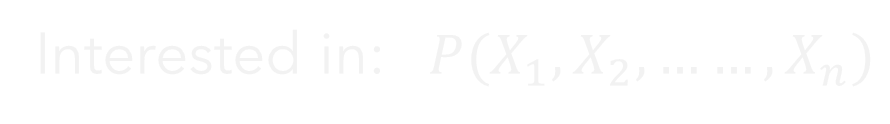 Interested in: P(X₁, X₂, … … , Xₙ)